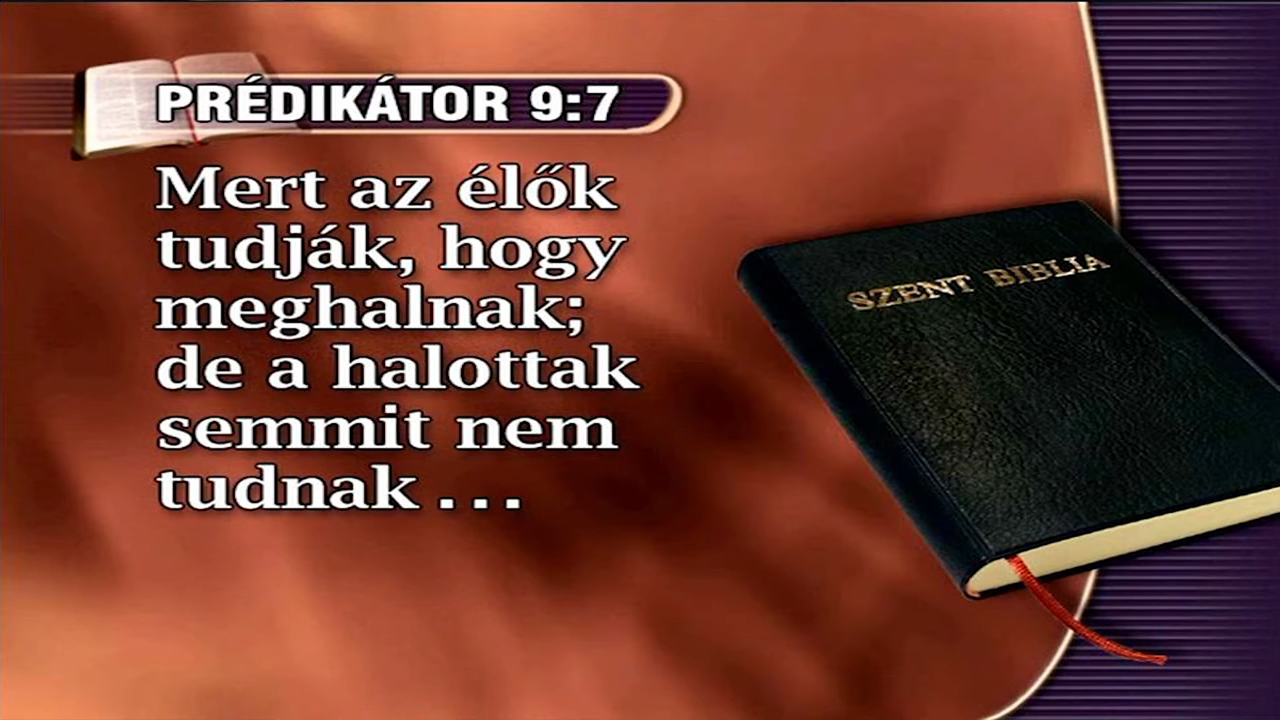 PRÉDIKÁTOR 9:7
Mert az élők
tudják, hogy
meghalnak;
de a halottak
semmit nem
tudnak . . .
SZENT BIBLIA